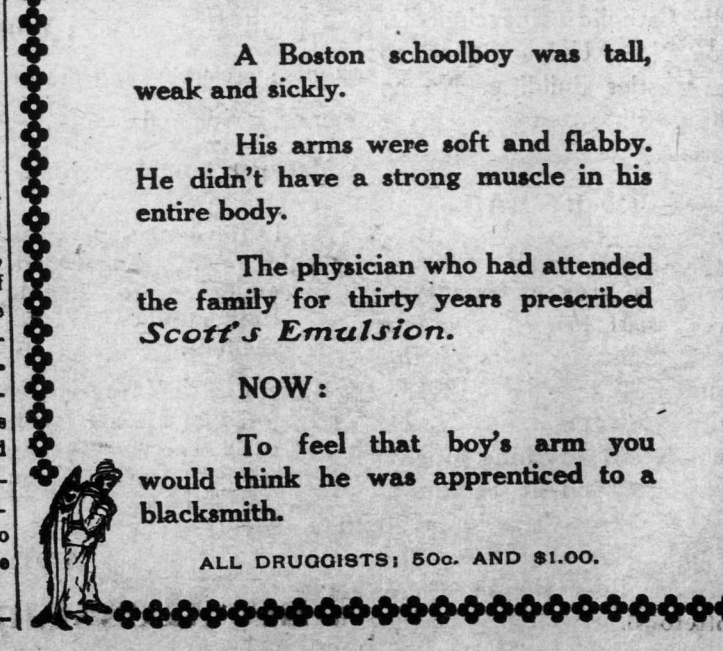 A Boston schoolboy was tall,
weak and sickly.
His arms were soft and flabby.
He didn't have a strong muscle in his
entire body.
The physician who had attended
the family for thirty years prescribed
Scott's Emulsion.
NOW:
To feel that boy's arm you
would think he was apprenticed to a
blacksmith.
ALL DRUGGISTS; 50c. AND $1.00.